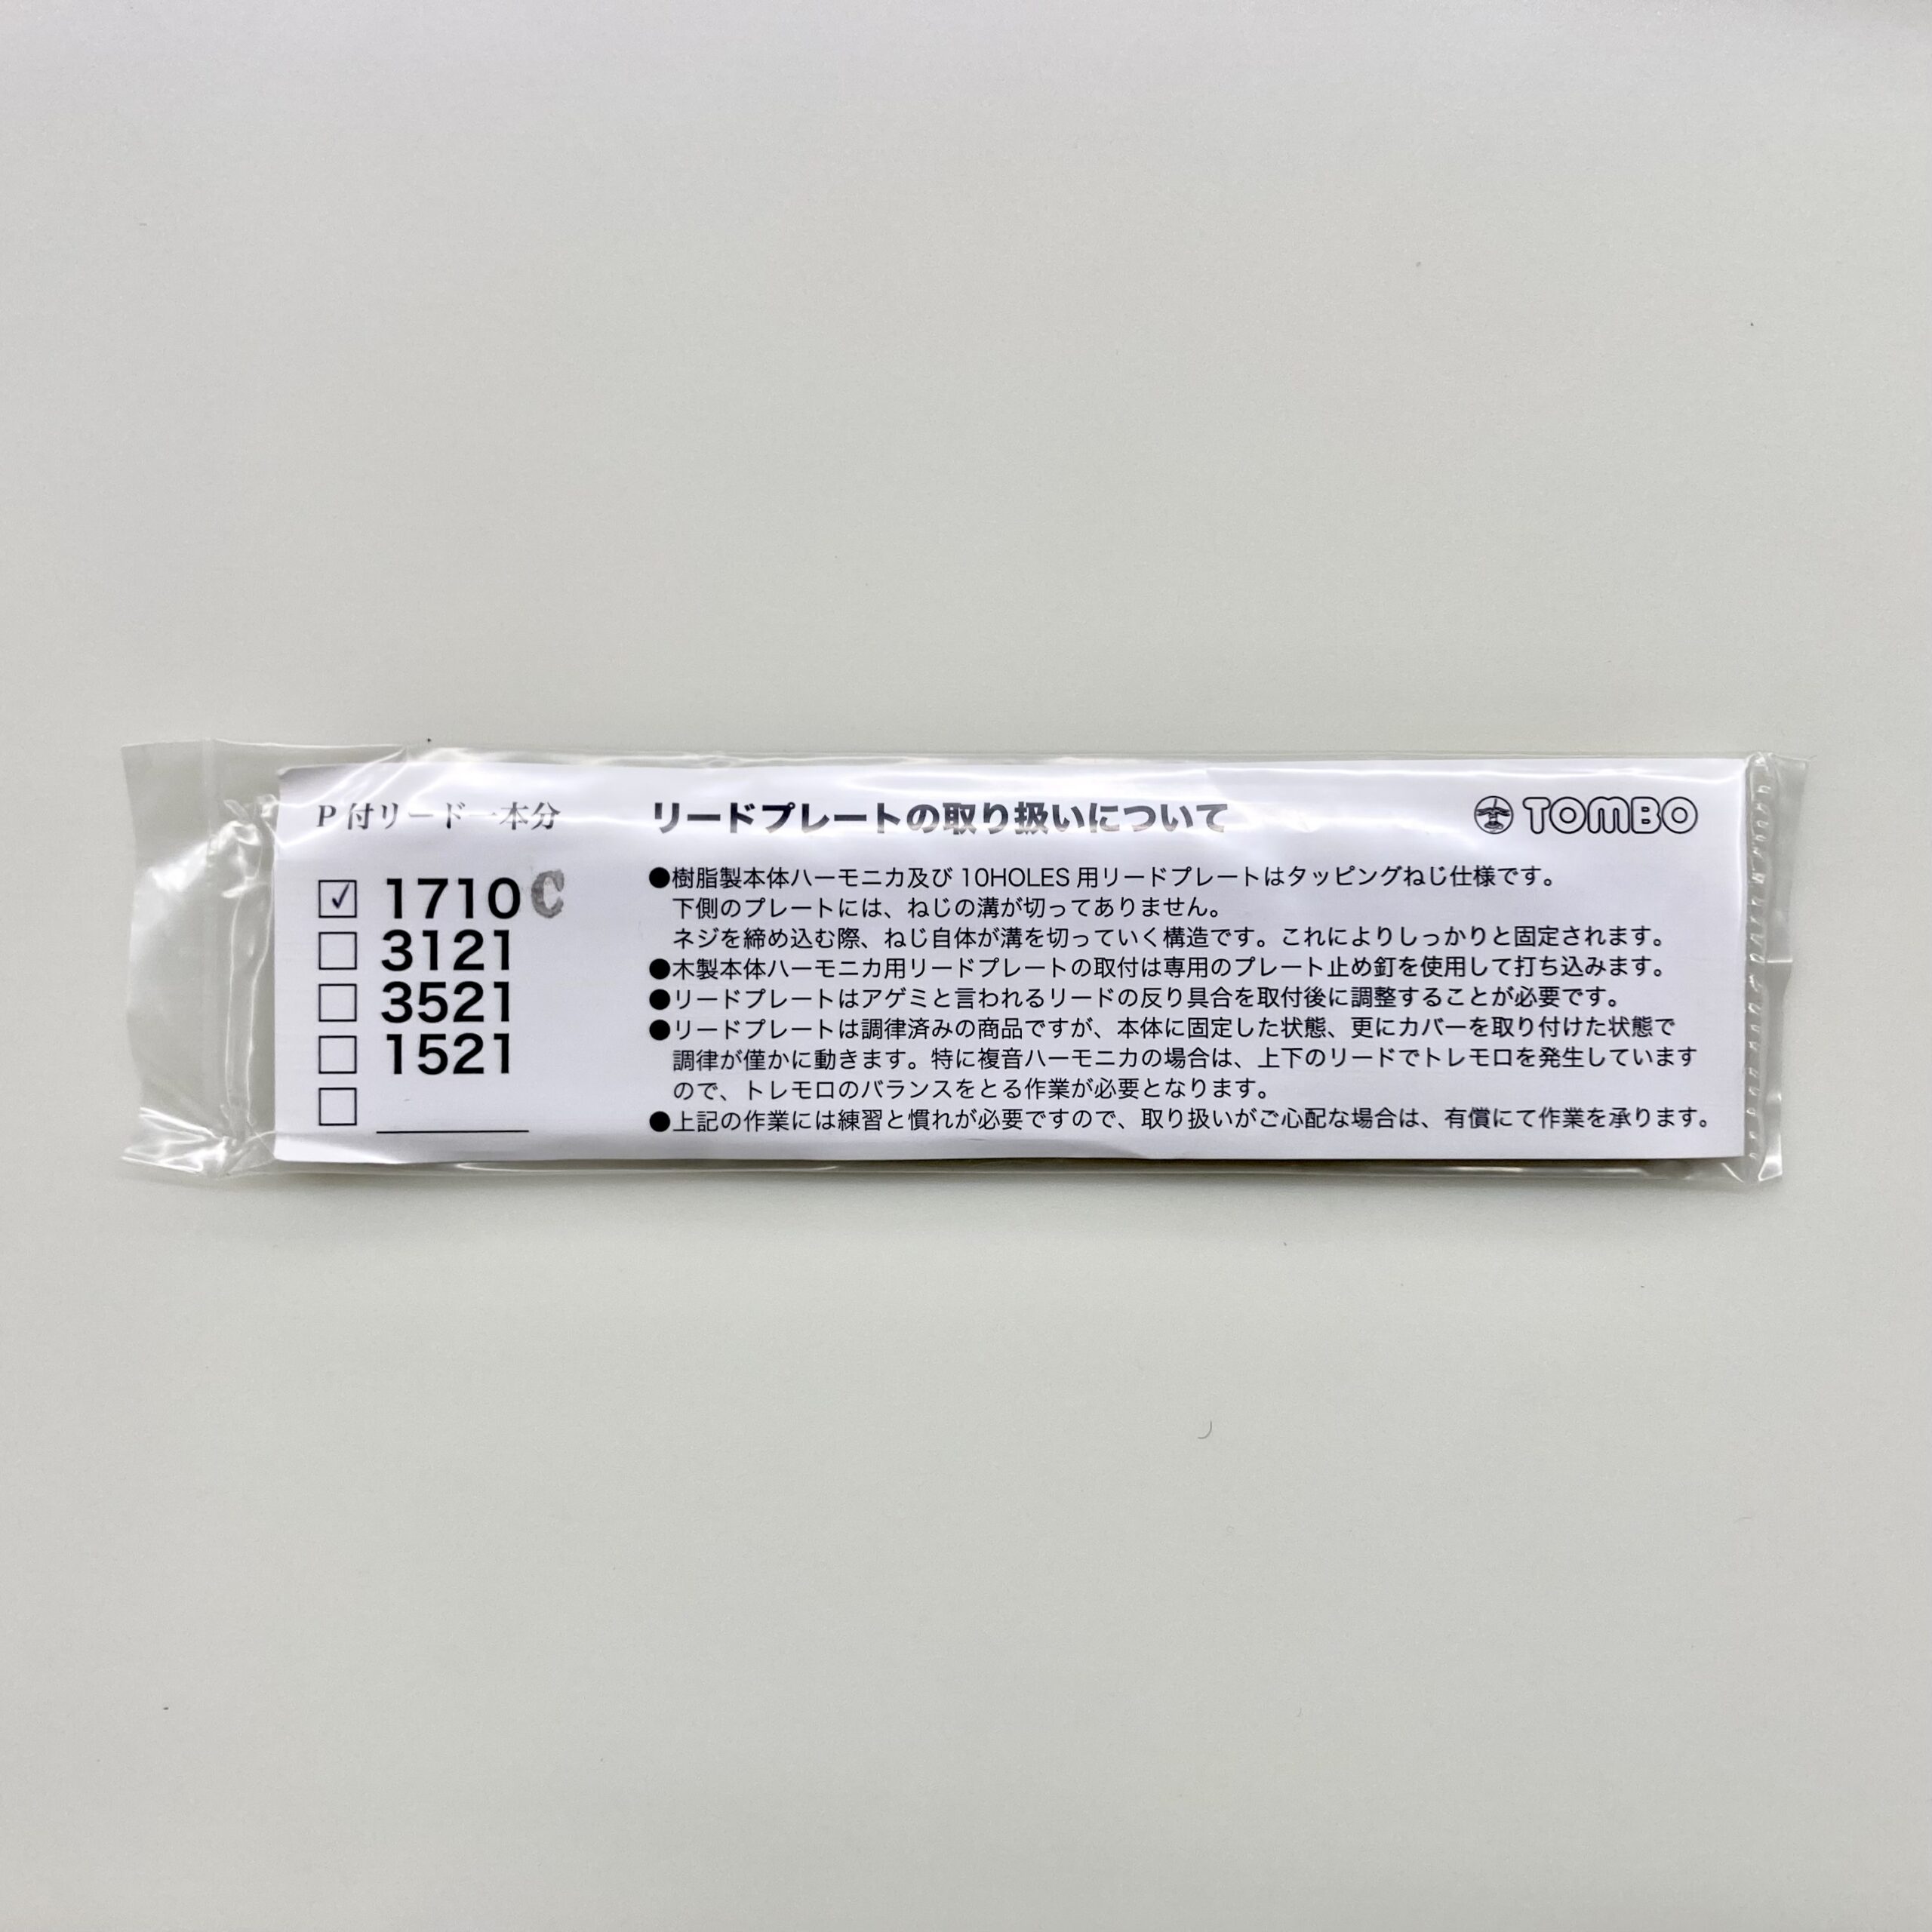 P 付リード一本分
✓ 1710 C
3121
3521
1521
リードプレートの取り扱いについて
TOMBO
●樹脂製本体ハーモニカ及び 10HOLES 用リードプレートはタッピングねじ仕様です。
下側のプレートには、ねじの溝が切ってありません。
ネジを締め込む際、ねじ自体が溝を切っていく構造です。これによりしっかりと固定されます。
●木製本体ハーモニカ用リードプレートの取付は専用のプレート止め釘を使用して打ち込みます。
●リードプレートはアゲミと言われるリードの反り具合を取付後に調整することが必要です。
●リードプレートは調律済みの商品ですが、本体に固定した状態、更にカバーを取り付けた状態で
調律が僅かに動きます。特に複音ハーモニカの場合は、上下のリードでトレモロを発生しています
ので、トレモロのバランスをとる作業が必要となります。
●上記の作業には練習と慣れが必要ですので、取り扱いがご心配な場合は、有償にて作業を承ります。